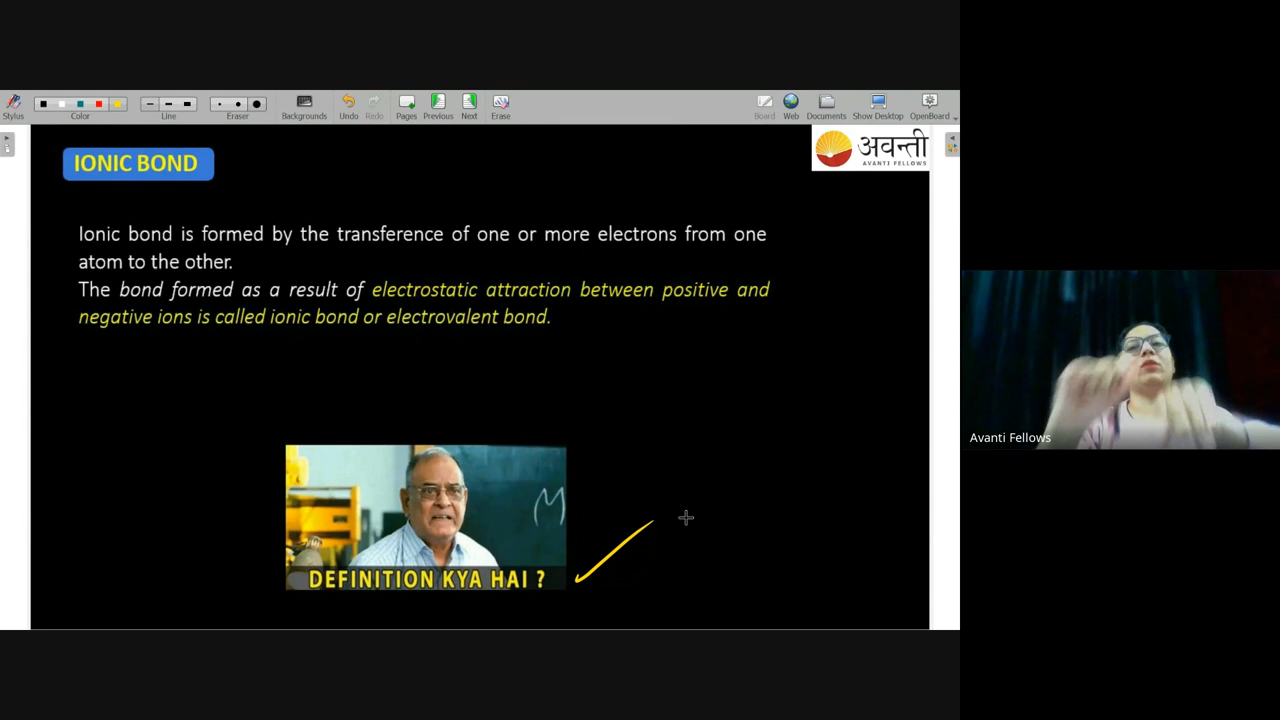 Stylus
Color
Line
Eraser
Backgrounds
Undo
Redo
Pages
Previous
Next
Erase
Board
Web
Documents
Show Desktop
OpenBoard
IONIC BOND
अवन्ती
AVANTI FELLOWS
Ionic bond is formed by the transference of one or more electrons from one
atom to the other.
The bond formed as a result of electrostatic attraction between positive and
negative ions is called ionic bond or electrovalent bond.
M
DEFINITION KYA HAI ?
Avanti Fellows